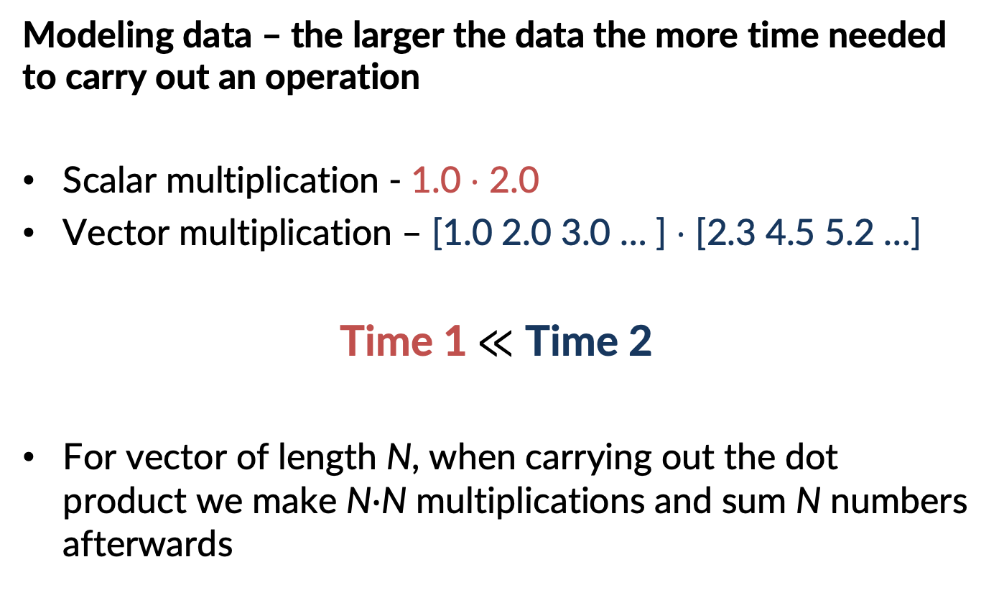 Modeling data – the larger the data the more time needed
to carry out an operation
• Scalar multiplication - 1.0 · 2.0
• Vector multiplication – [1.0 2.0 3.0 ... ] · [2.3 4.5 5.2 ...]
Time 1 ≪ Time 2
• For vector of length N, when carrying out the dot
product we make N·N multiplications and sum N numbers
afterwards